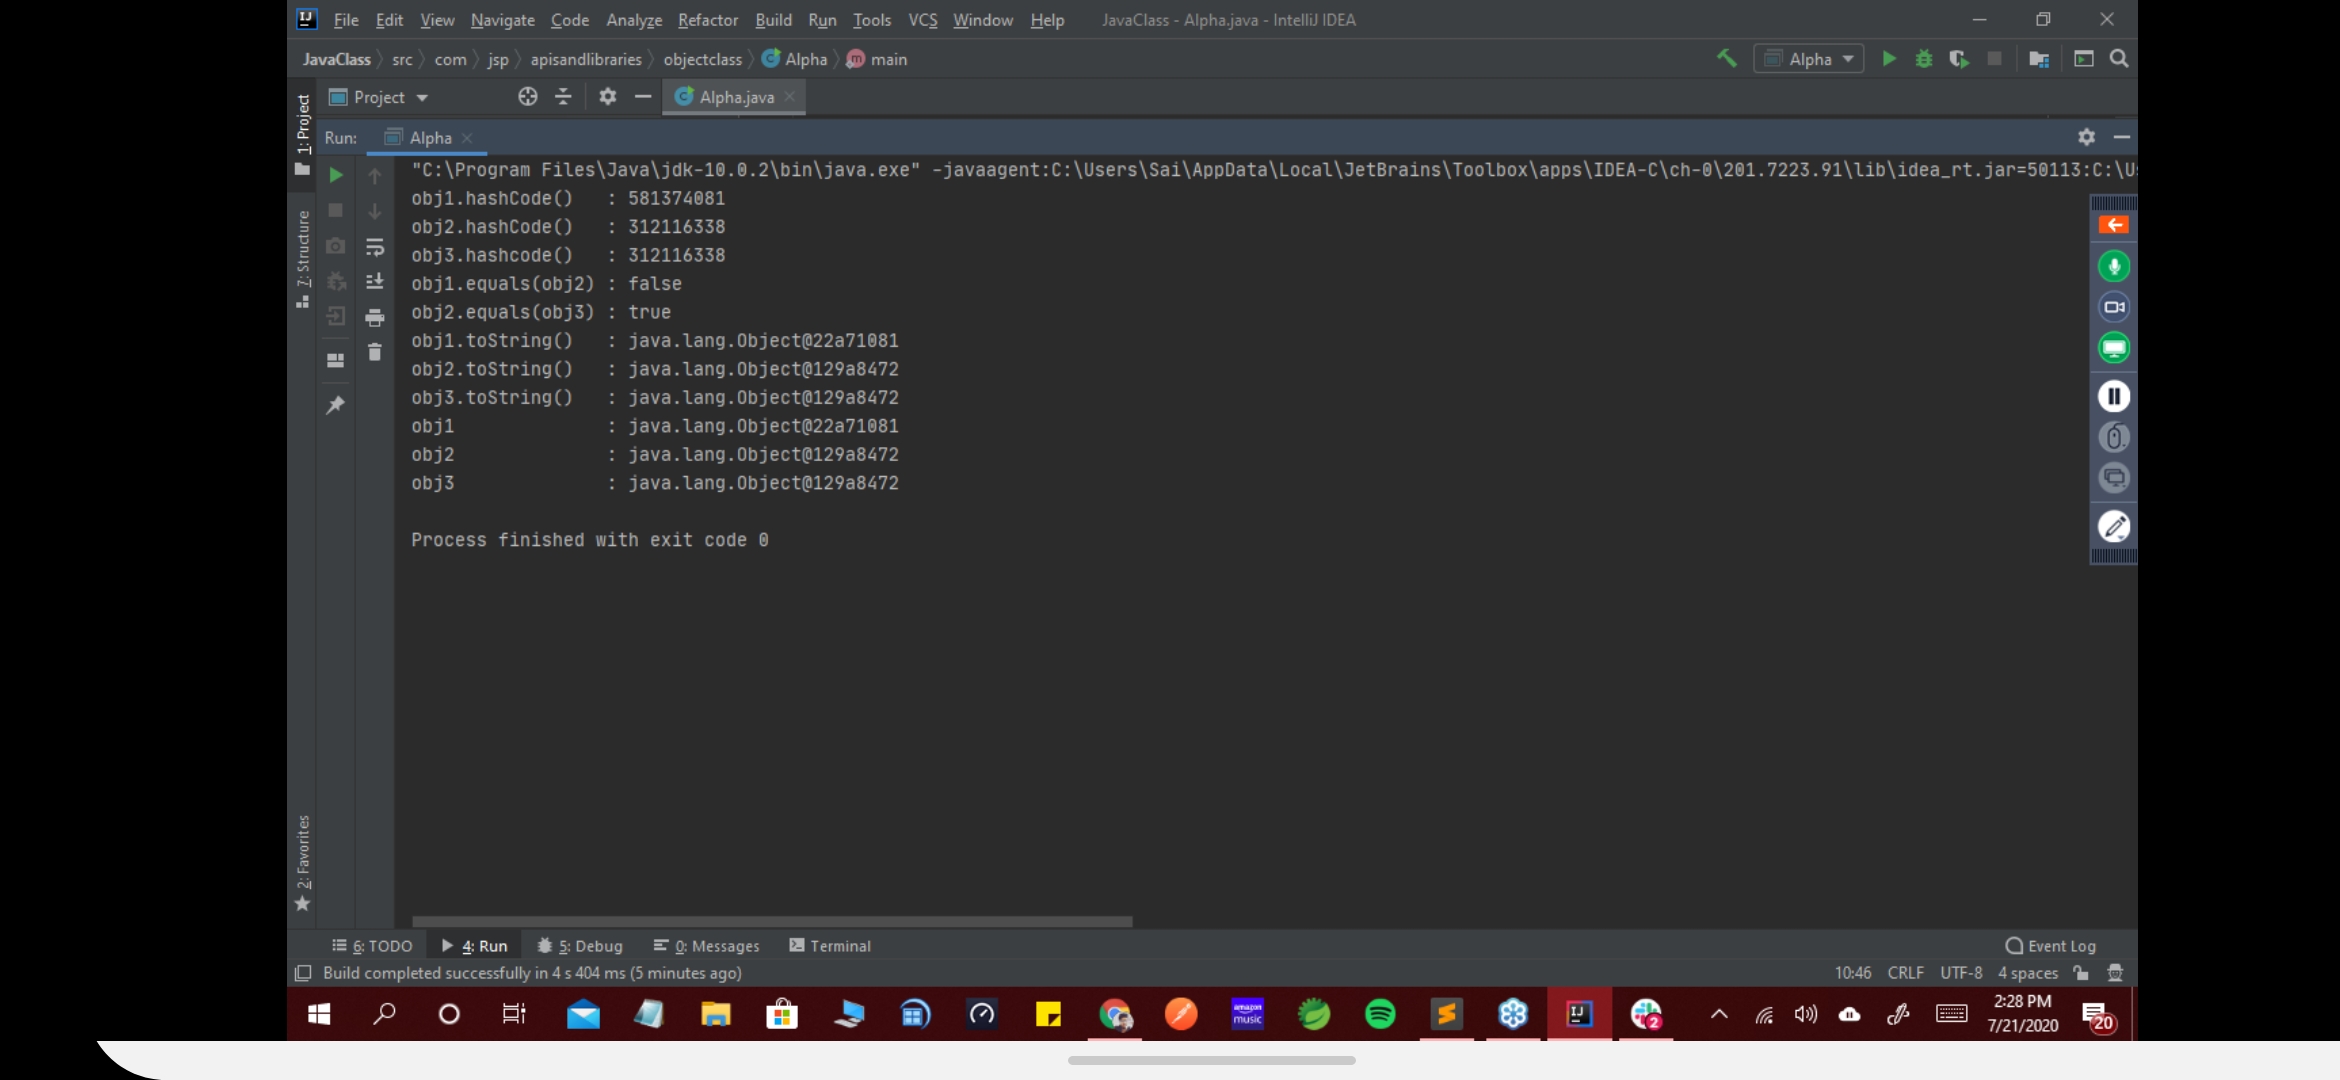 File Edit View Navigate Code Analyze Refactor Build Run Tools VCS Window Help JavaClass - Alpha.java - IntelliJ IDEA
JavaClass src com jsp apisandlibraries objectclass Alpha main Alpha
Project Alpha.java
1: Project
Run: Alpha
"C:\Program Files\Java\jdk-10.0.2\bin\java.exe" -javaagent:C:\Users\Sai\AppData\Local\JetBrains\Toolbox\apps\IDEA-C\ch-0\201.7223.91\lib\idea_rt.jar=50113:C:\U
obj1.hashCode() : 581374081
obj2.hashCode() : 312116338
obj3.hashcode() : 312116338
obj1.equals(obj2) : false
obj2.equals(obj3) : true
obj1.toString() : java.lang.Object@22a71081
obj2.toString() : java.lang.Object@129a8472
obj3.toString() : java.lang.Object@129a8472
obj1 : java.lang.Object@22a71081
obj2 : java.lang.Object@129a8472
obj3 : java.lang.Object@129a8472
Process finished with exit code 0
7: Structure
2: Favorites
6: TODO 4: Run 5: Debug 0: Messages Terminal Event Log
Build completed successfully in 4 s 404 ms (5 minutes ago) 10:46 CRLF UTF-8 4 spaces
amazon music
2
2:28 PM
7/21/2020
20